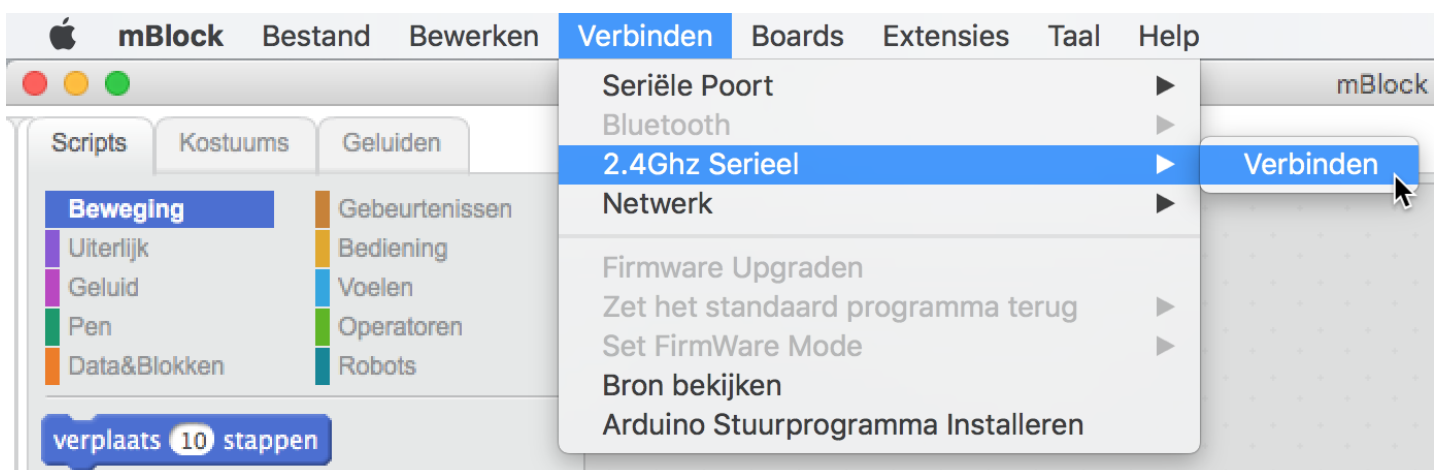 mBlock Bestand Bewerken Verbinden Boards Extensies Taal Help
mBlock
Seriële Poort
Bluetooth
2.4Ghz Serieel
Verbinden
Netwerk
Firmware Upgraden
Zet het standaard programma terug
Set FirmWare Mode
Bron bekijken
Arduino Stuurprogramma Installeren
Scripts Kostuums Geluiden
Beweging Gebeurtenissen
Uiterlijk Bediening
Geluid Voelen
Pen Operatoren
Data&Blokken Robots
verplaats 10 stappen